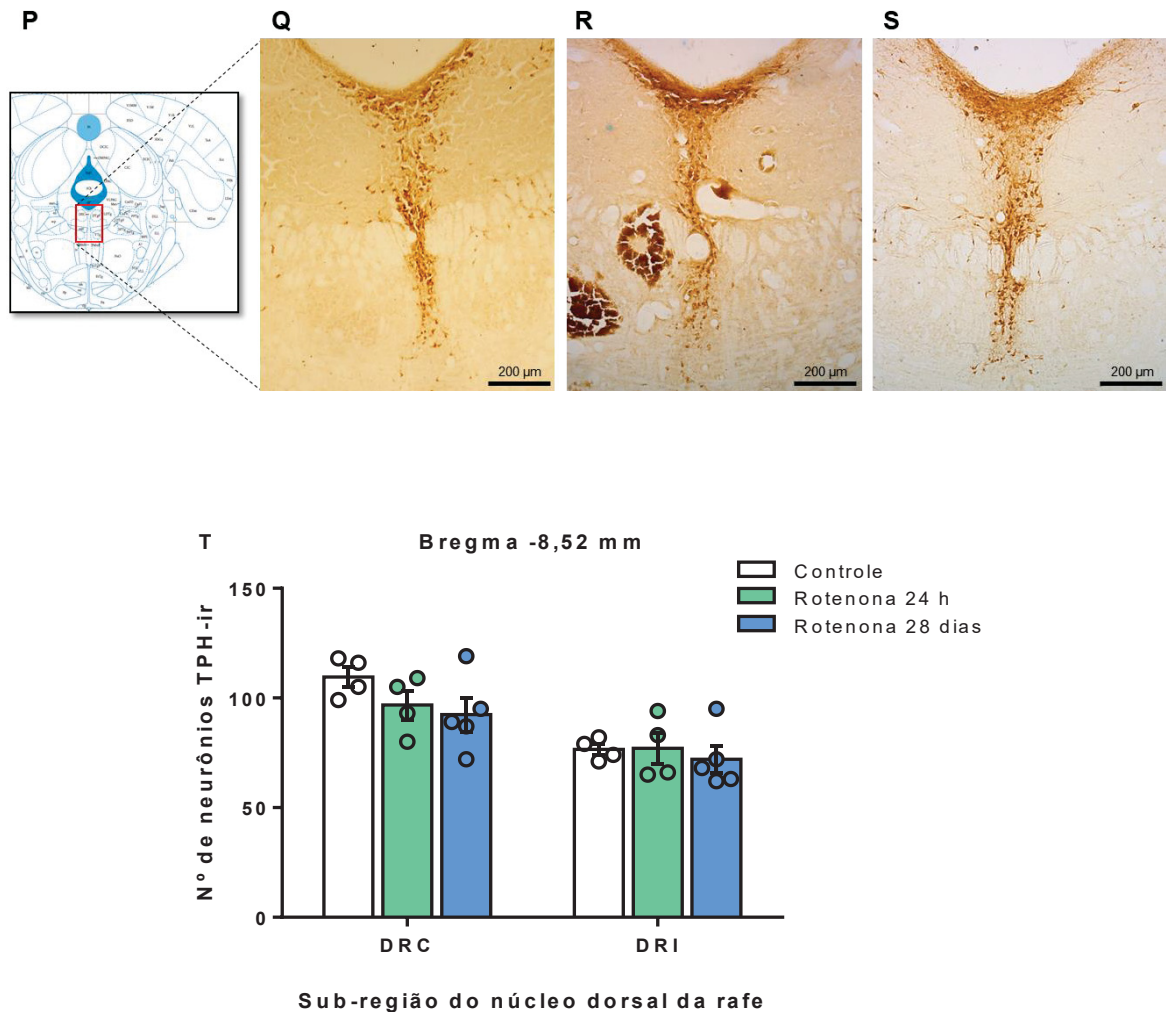 P
Q
R
S
200 µm
200 µm
200 µm
T
Bregma -8,52 mm
Controle
Rotenona 24 h
Rotenona 28 dias
Nº de neurônios TPH-ir
150
100
50
0
DRC
DRI
Sub-região do núcleo dorsal da rafe